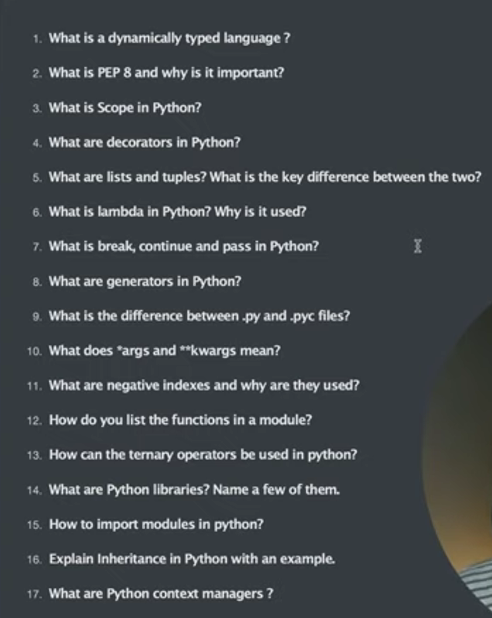 1. What is a dynamically typed language ?
2. What is PEP 8 and why is it important?
3. What is Scope in Python?
4. What are decorators in Python?
5. What are lists and tuples? What is the key difference between the two?
6. What is lambda in Python? Why is it used?
7. What is break, continue and pass in Python?
8. What are generators in Python?
9. What is the difference between .py and .pyc files?
10. What does *args and **kwargs mean?
11. What are negative indexes and why are they used?
12. How do you list the functions in a module?
13. How can the ternary operators be used in python?
14. What are Python libraries? Name a few of them.
15. How to import modules in python?
16. Explain Inheritance in Python with an example.
17. What are Python context managers ?